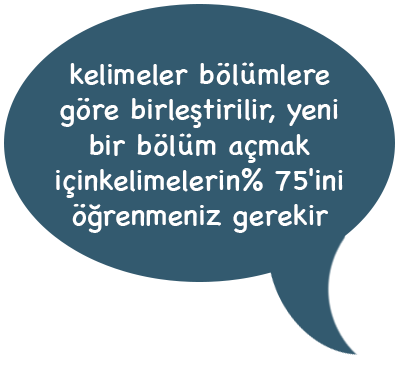 kelimeler bölümlere
göre birleştirilir, yeni
bir bölüm açmak
içinkelimelerin% 75'ini
öğrenmeniz gerekir